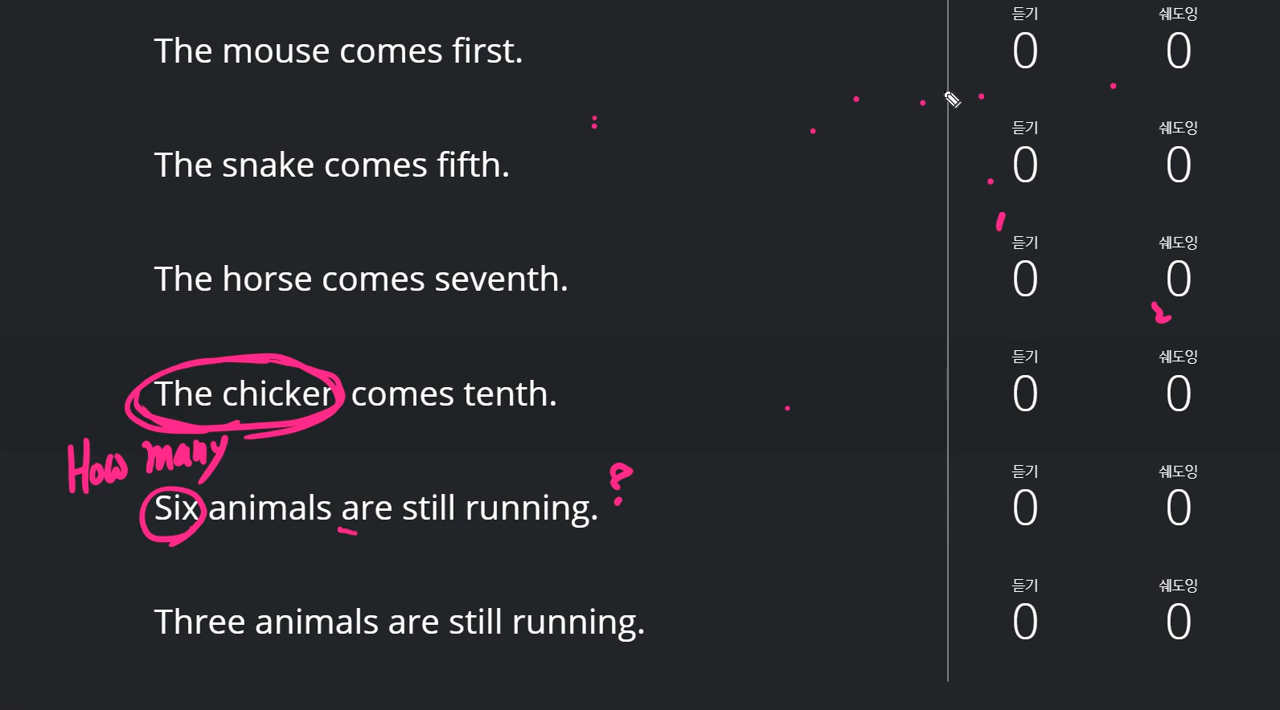 듣기 쉐도잉
The mouse comes first. 0 0
듣기 쉐도잉
The snake comes fifth. 0 0
듣기 쉐도잉
The horse comes seventh. 0 0
듣기 쉐도잉
The chicken comes tenth. 0 0
How many
듣기 쉐도잉
Six animals are still running. ? 0 0
듣기 쉐도잉
Three animals are still running. 0 0